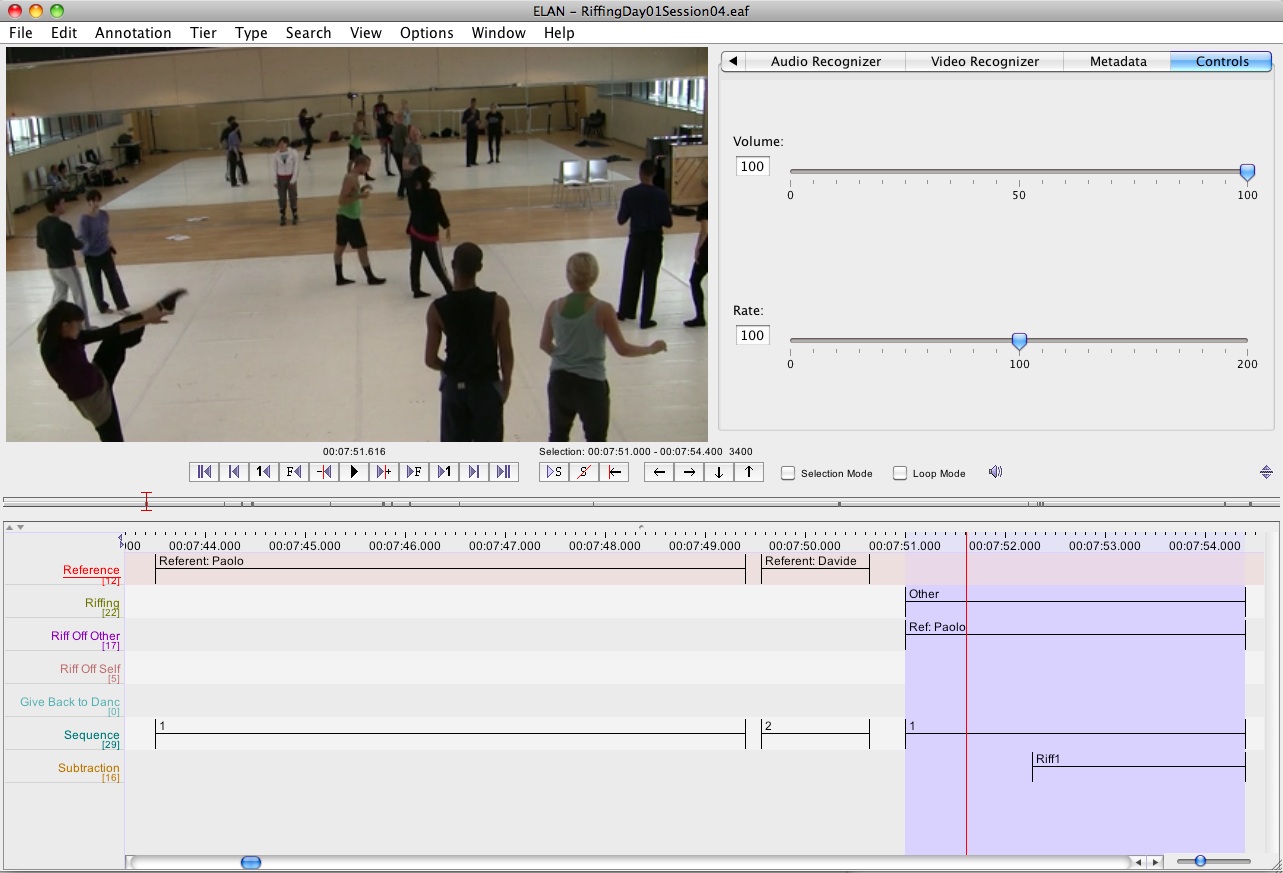 ELAN - RiffingDay01Session04.eaf
File Edit Annotation Tier Type Search View Options Window Help
Audio Recognizer Video Recognizer Metadata Controls
Volume:
100
0 50 100
Rate:
100
0 100 200
00:07:51.616 Selection: 00:07:51.000 - 00:07:54.400 3400
1 F F 1 S S Selection Mode Loop Mode
:00 00:07:44.000 00:07:45.000 00:07:46.000 00:07:47.000 00:07:48.000 00:07:49.000 00:07:50.000 00:07:51.000 00:07:52.000 00:07:53.000 00:07:54.000
Reference Referent: Paolo Referent: Davide
[12]
Riffing Other
[22]
Riff Off Other Ref: Paolo
[17]
Riff Off Self
[5]
Give Back to Danc
[0]
Sequence 1 2 1
[29]
Subtraction Riff1
[16]